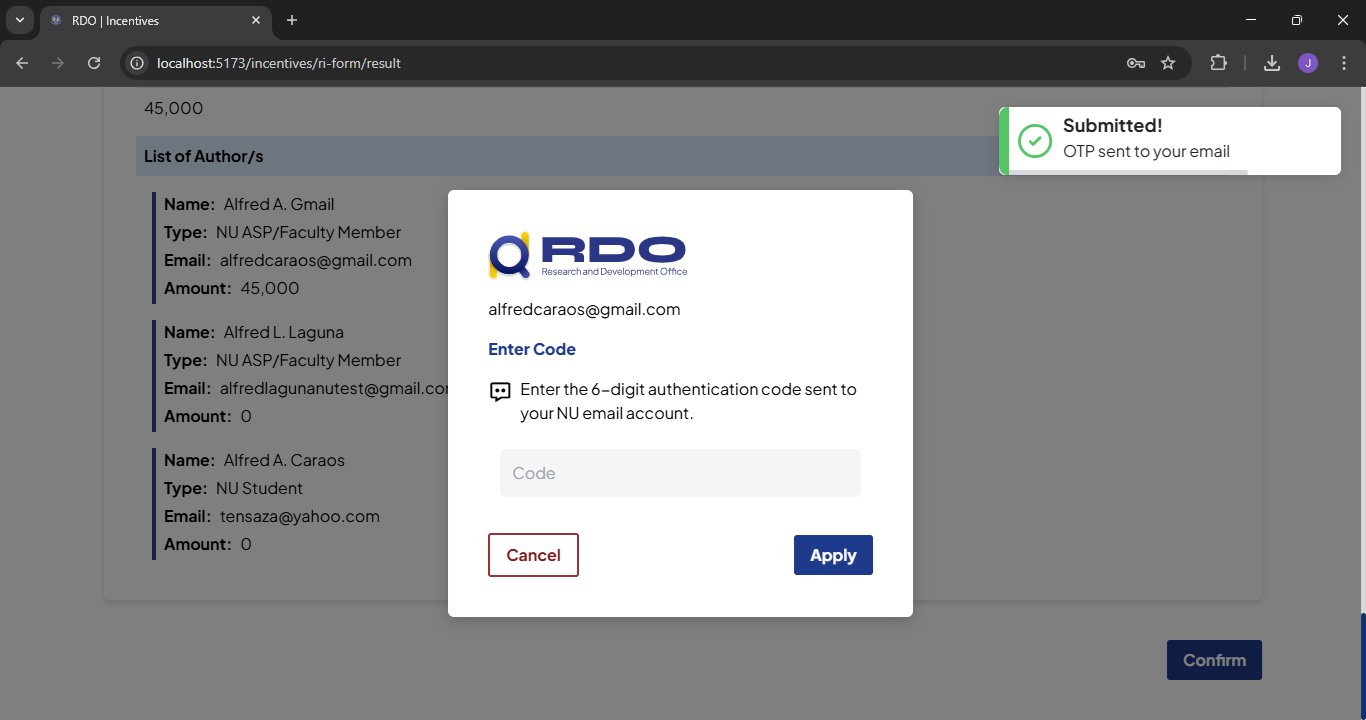 RDO | Incentives
localhost:5173/incentives/ri-form/result
J
45,000
List of Author/s
Submitted!
OTP sent to your email
Name: Alfred A. Gmail
Type: NU ASP/Faculty Member
Email: alfredcaraos@gmail.com
Amount: 45,000
Name: Alfred L. Laguna
Type: NU ASP/Faculty Member
Email: alfredlagunanutest@gmail.co
Amount: 0
Name: Alfred A. Caraos
Type: NU Student
Email: tensaza@yahoo.com
Amount: 0
RDO
Research and Development Office
alfredcaraos@gmail.com
Enter Code
Enter the 6-digit authentication code sent to
your NU email account.
Code
Cancel
Apply
Confirm